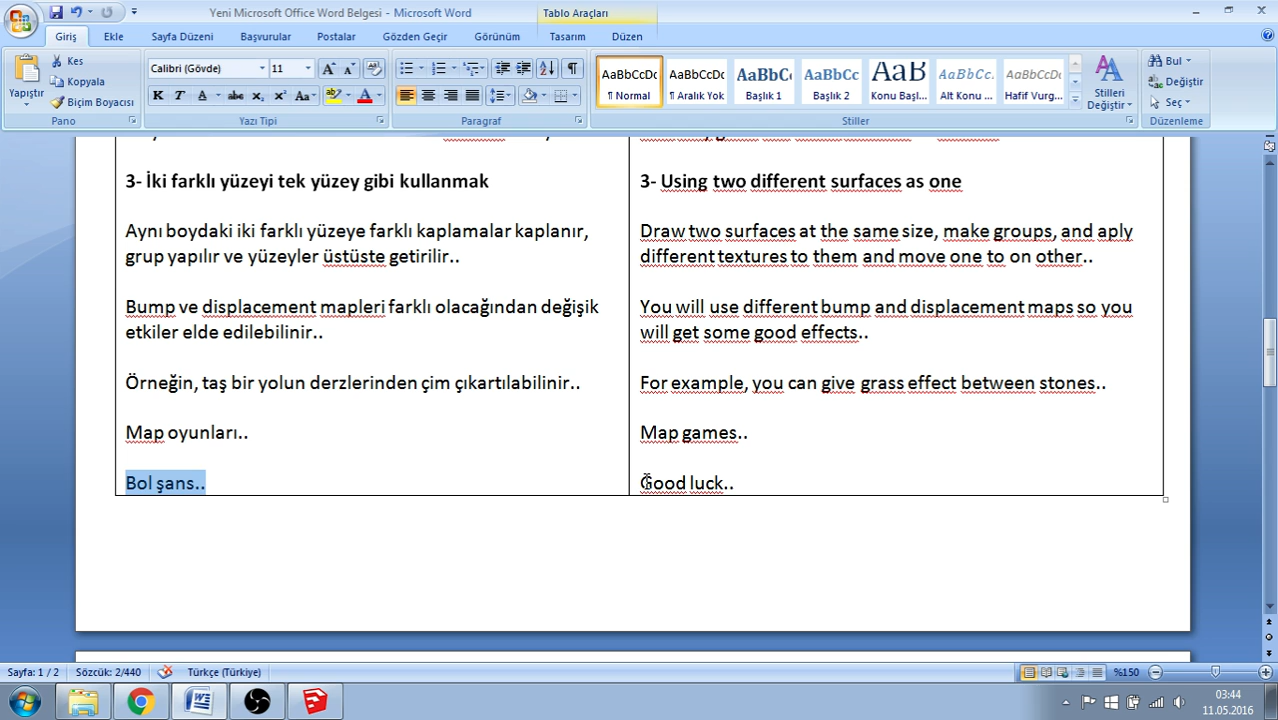 Yeni Microsoft Office Word Belgesi - Microsoft Word
Tablo Araçları
Giriş
Ekle
Sayfa Düzeni
Başvurular
Postalar
Gözden Geçir
Görünüm
Tasarım
Düzen
Yapıştır
Kes
Kopyala
Biçim Boyacısı
Pano
Calibri (Gövde)
11
Yazı Tipi
Paragraf
AaBbCcDc
¶ Normal
AaBbCcDc
¶ Aralık Yok
AaBbCc
Başlık 1
AaBbCc
Başlık 2
AaB
Konu Başl...
AaBbCc.
Alt Konu ...
AaBbCcDc
Hafif Vurg...
Stilleri
Değiştir
Stiller
Bul
Değiştir
Seç
Düzenleme
3- İki farklı yüzeyi tek yüzey gibi kullanmak
Aynı boydaki iki farklı yüzeye farklı kaplamalar kaplanır,
grup yapılır ve yüzeyler üstüste getirilir..
Bump ve displacement mapleri farklı olacağından değişik
etkiler elde edilebilinir..
Örneğin, taş bir yolun derzlerinden çim çıkartılabilinir..
Map oyunları..
Bol şans..
3- Using two different surfaces as one
Draw two surfaces at the same size, make groups, and aply
different textures to them and move one to on other..
You will use different bump and displacement maps so you
will get some good effects..
For example, you can give grass effect between stones..
Map games..
Good luck..
Sayfa: 1 / 2
Sözcük: 2/440
Türkçe (Türkiye)
%150
03:44
11.05.2016